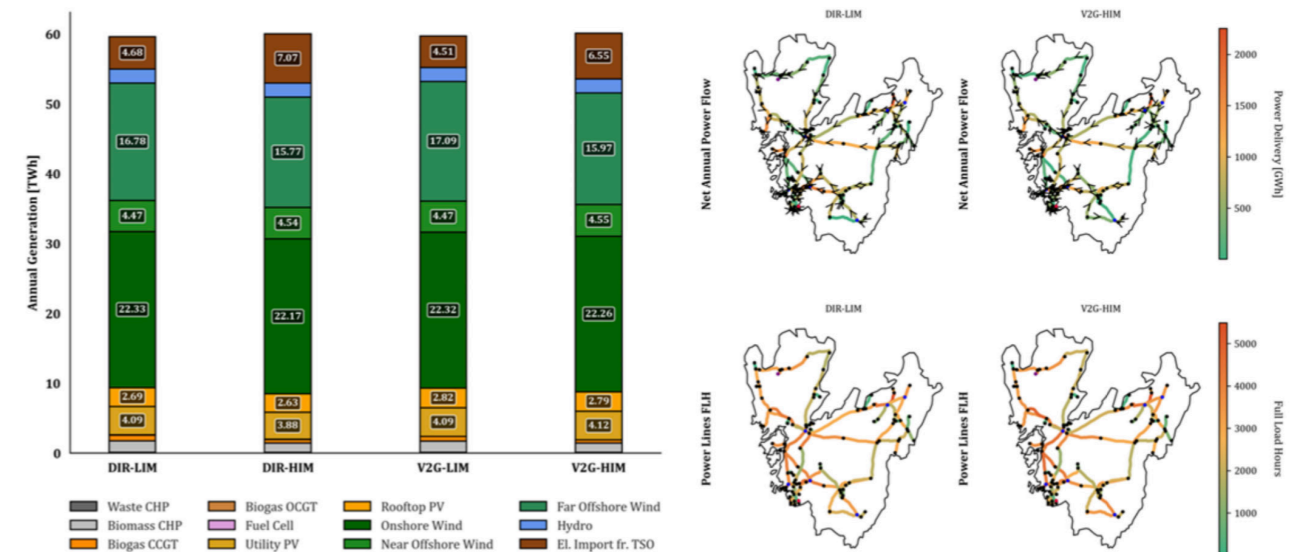 60
50
40
30
20
10
0
Annual Generation [TWh]
4.68
7.07
4.51
6.55
16.78
15.77
17.09
15.97
4.47
4.54
4.47
4.55
22.33
22.17
22.32
22.26
2.69
2.63
2.82
2.79
4.09
3.88
4.09
4.12
DIR-LIM
DIR-HIM
V2G-LIM
V2G-HIM
Waste CHP
Biogas OCGT
Rooftop PV
Far Offshore Wind
Biomass CHP
Fuel Cell
Onshore Wind
Hydro
Biogas CCGT
Utility PV
Near Offshore Wind
El. Import fr. TSO
DIR-LIM
V2G-HIM
Net Annual Power Flow
Net Annual Power Flow
2000
1500
1000
500
Power Delivery [GWh]
DIR-LIM
V2G-HIM
Power Lines FLH
Power Lines FLH
5000
4000
3000
2000
1000
Full Load Hours